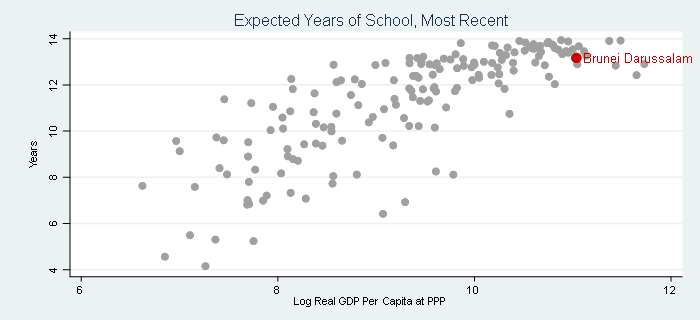 Expected Years of School, Most Recent
14
12
10
8
6
4
Years
Brunei Darussalam
6
8
10
12
Log Real GDP Per Capita at PPP